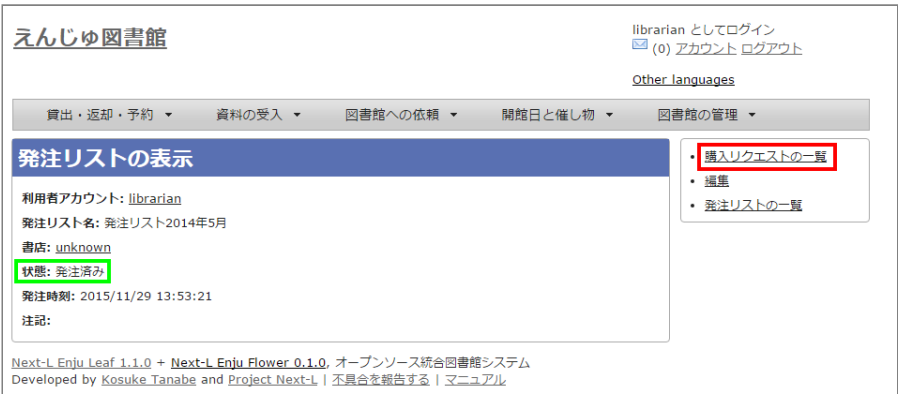 えんじゅ図書館
librarian としてログイン
(0) アカウント ログアウト
Other languages
貸出・返却・予約 ▼ 資料の受入 ▼ 図書館への依頼 ▼ 開館日と催し物 ▼ 図書館の管理 ▼
発注リストの表示
利用者アカウント: librarian
発注リスト名: 発注リスト2014年5月
書店: unknown
状態: 発注済み
発注時刻: 2015/11/29 13:53:21
注記:
• 購入リクエストの一覧
• 編集
• 発注リストの一覧
Next-L Enju Leaf 1.1.0 + Next-L Enju Flower 0.1.0, オープンソース統合図書館システム
Developed by Kosuke Tanabe and Project Next-L | 不具合を報告する | マニュアル